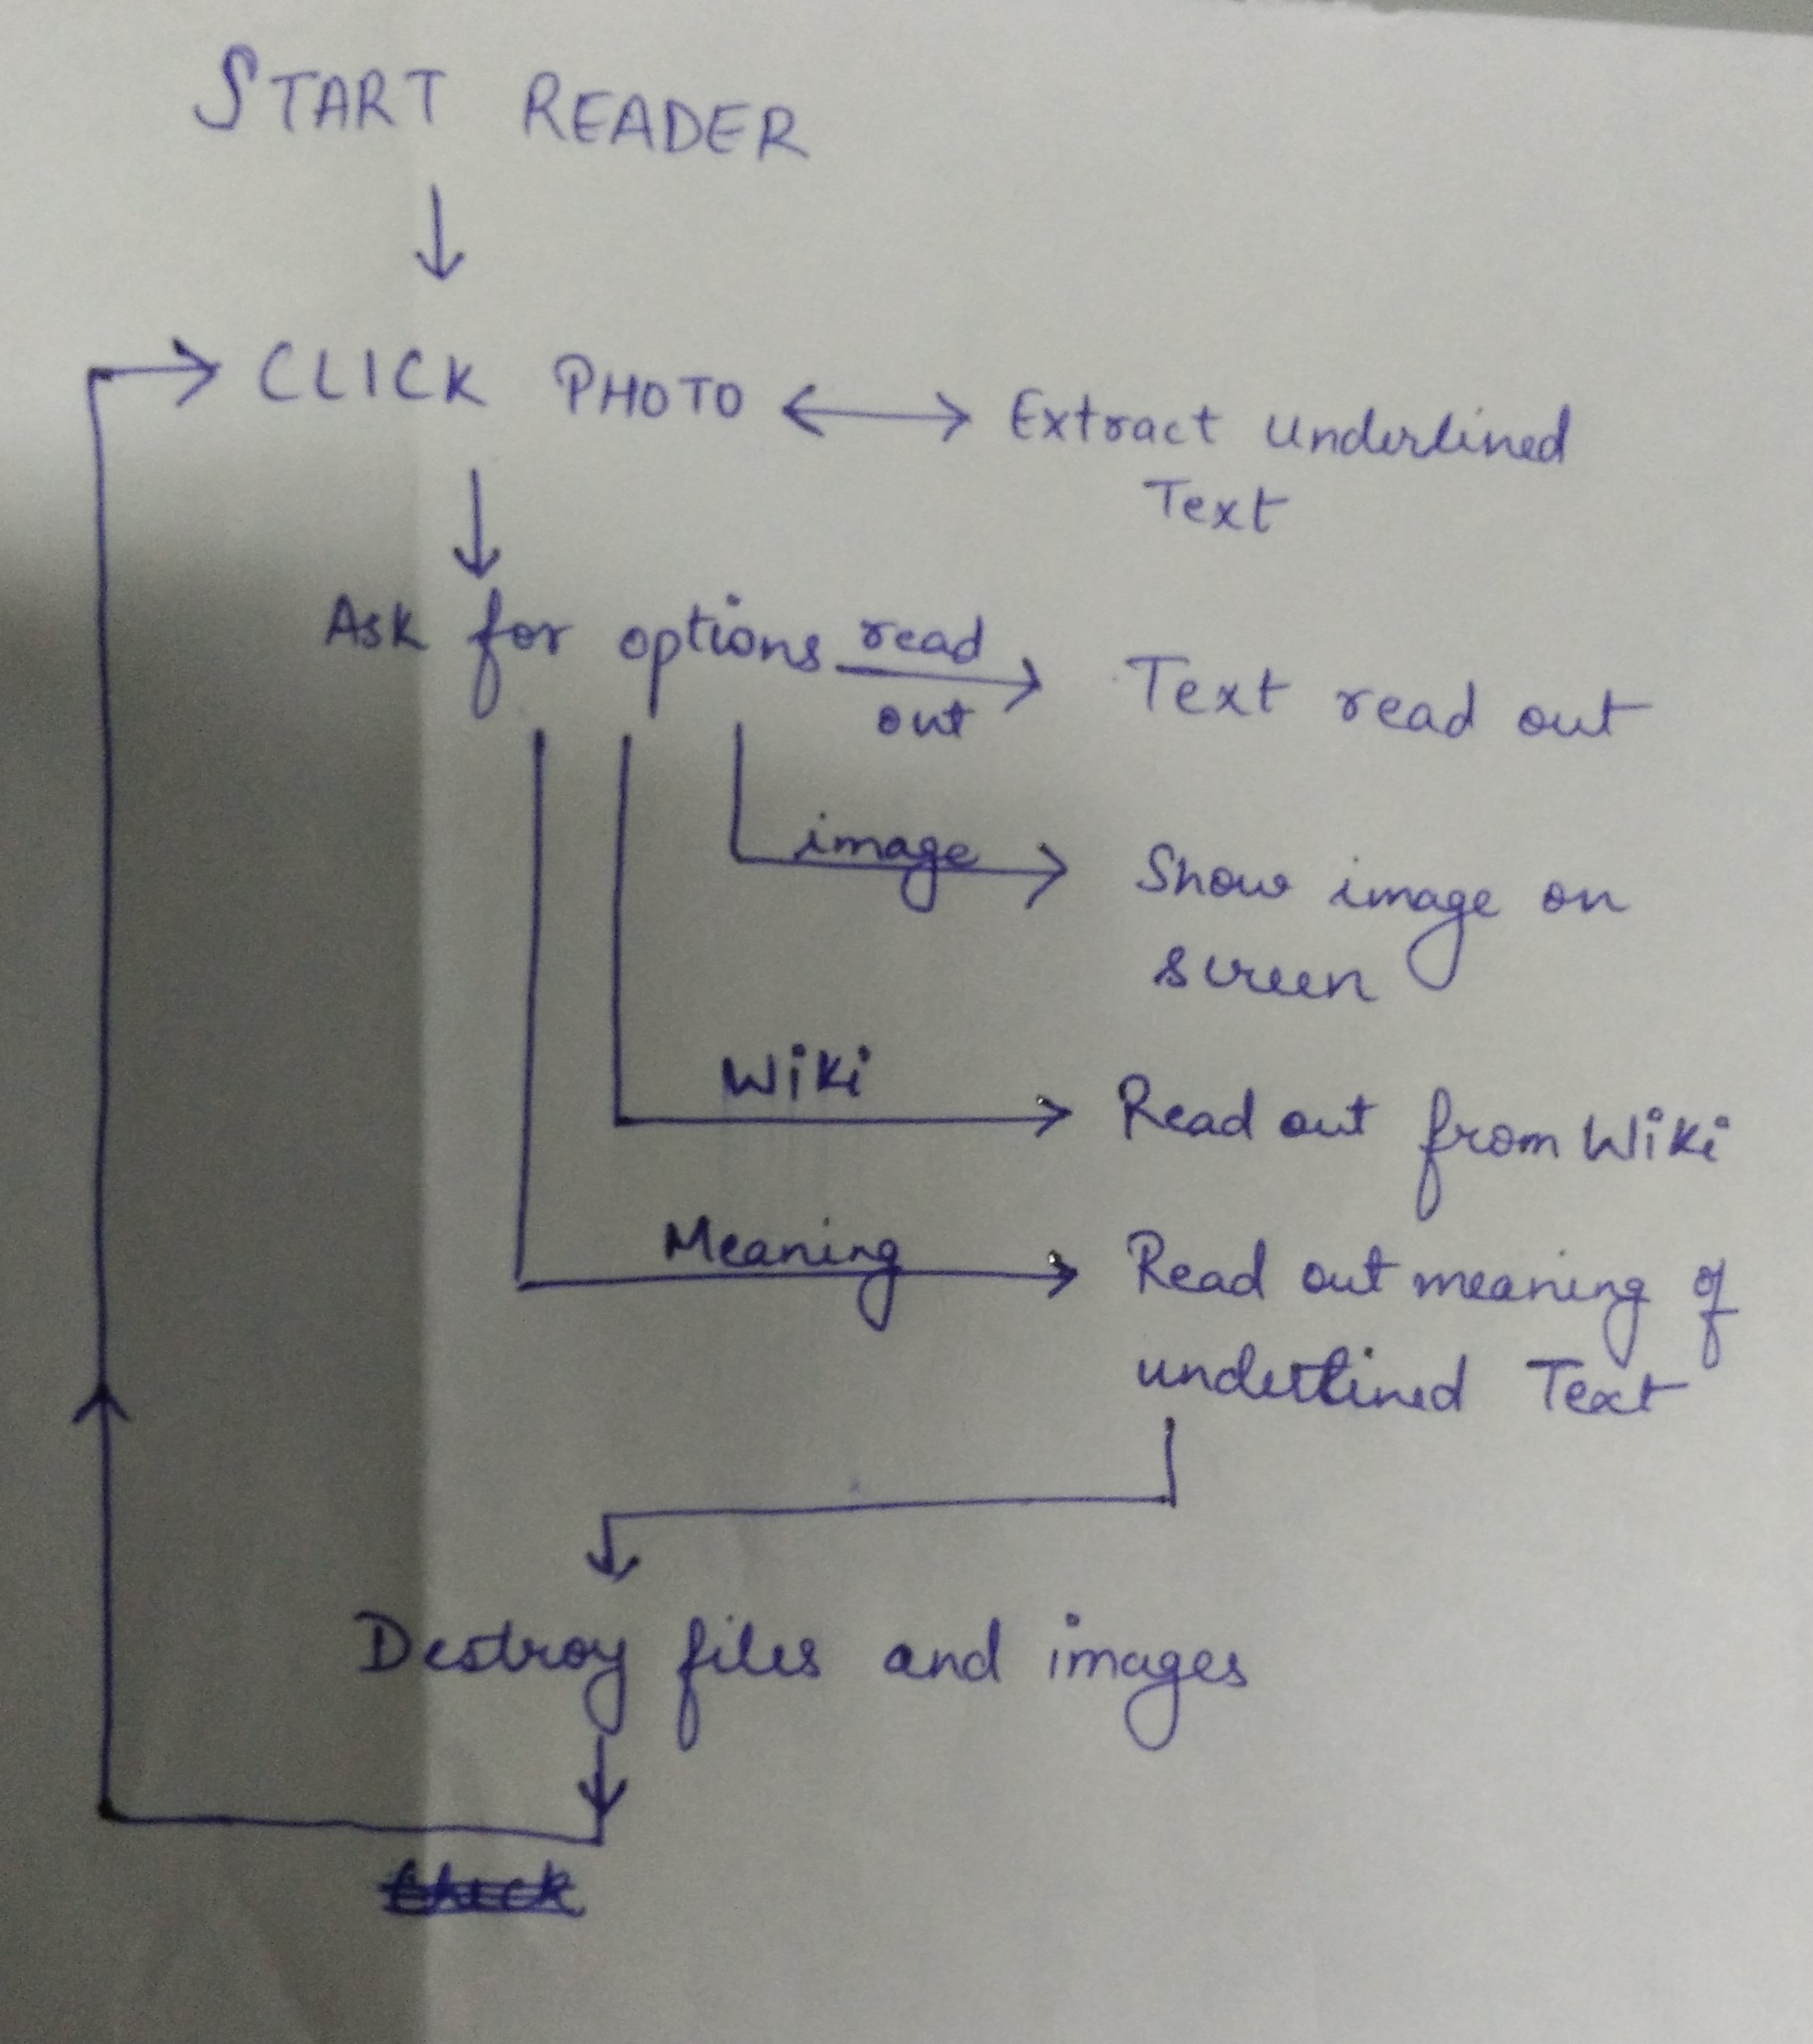 START READER
CLICK PHOTO
Extract underlined
Text
Ask for options
read
out
Text read out
image
Show image on
screen
Wiki
Read out from Wiki
Meaning
Read out meaning of
underlined Text
Destroy files and images